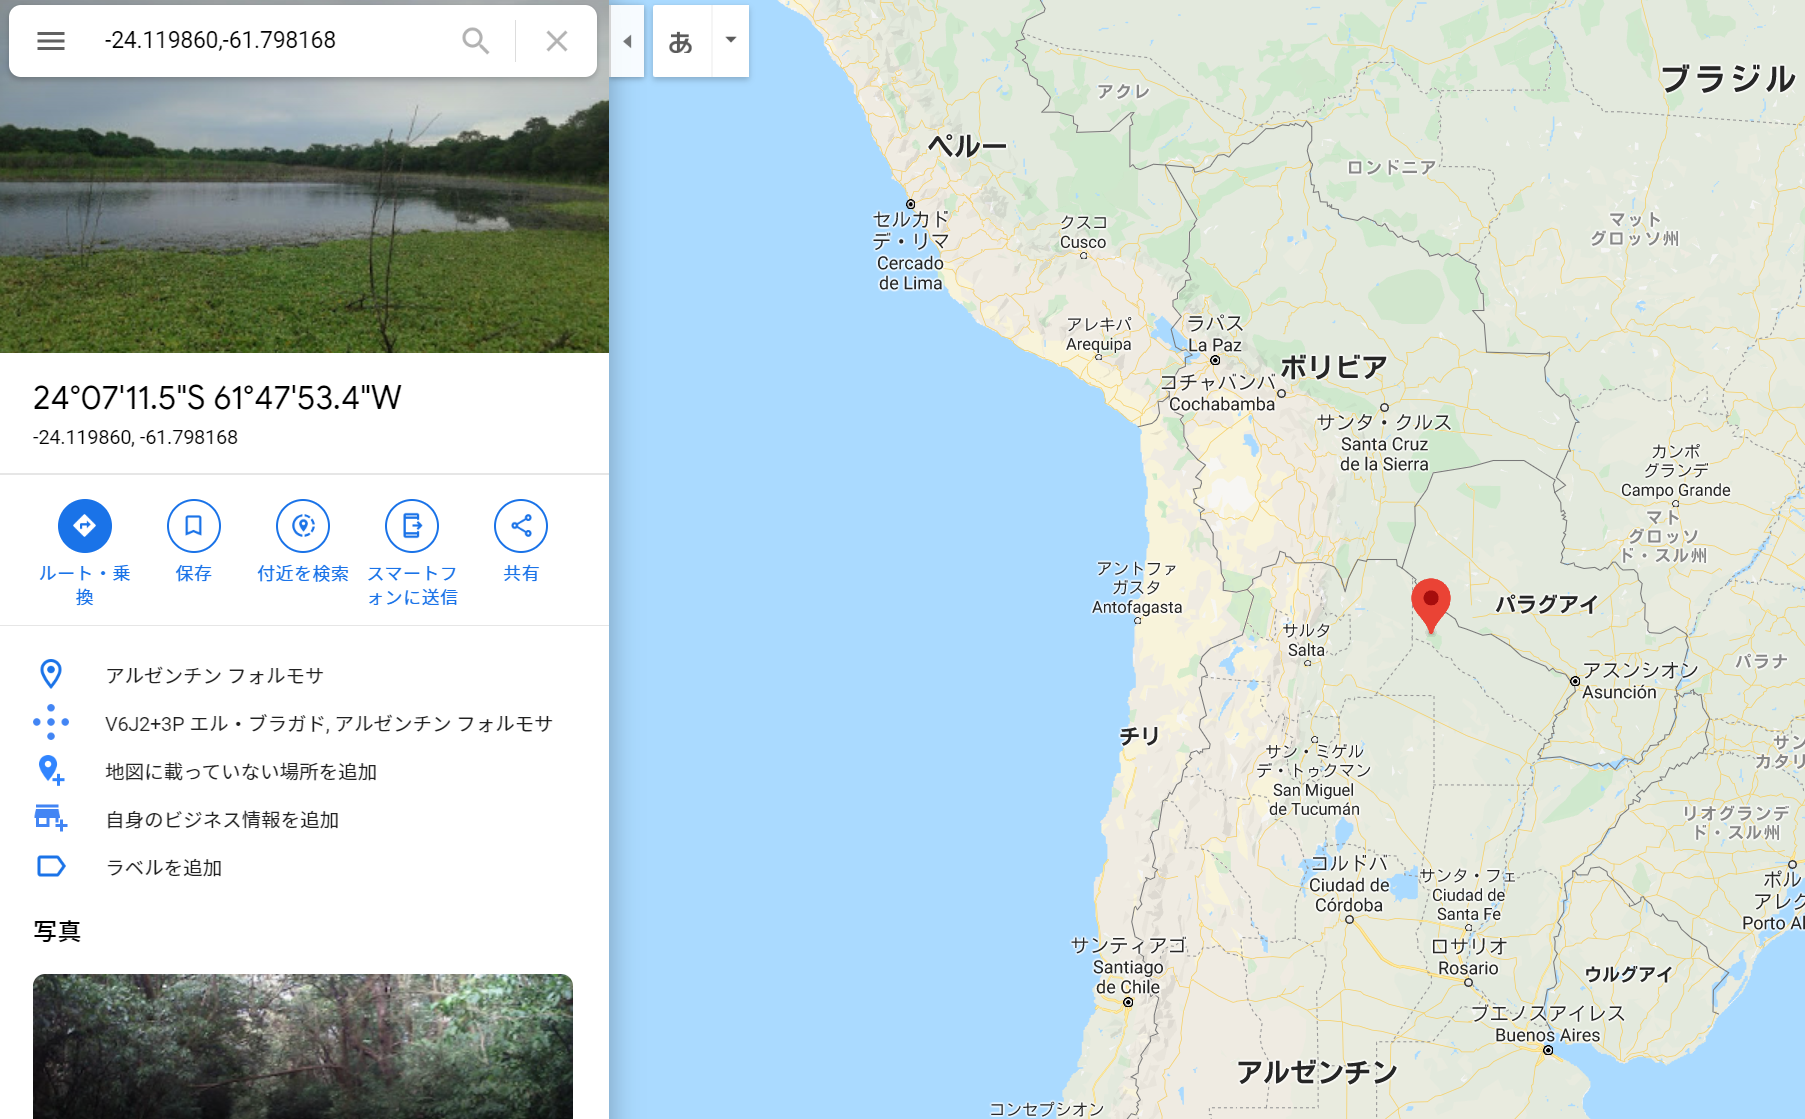 -24.119860,-61.798168
あ
24°07'11.5"S 61°47'53.4"W
-24.119860, -61.798168
ルート・乗
換
保存
付近を検索
スマートフ
ォンに送信
共有
アルゼンチン フォルモサ
V6J2+3P エル・ブラガド, アルゼンチン フォルモサ
地図に載っていない場所を追加
自身のビジネス情報を追加
ラベルを追加
写真
ブラジル
アクレ
ペルー
ロンドニア
セルカド
デ・リマ
Cercado
de Lima
クスコ
Cusco
マット
グロッソ州
アレキパ
Arequipa
ラパス
La Paz
ボリビア
コチャバンバ
Cochabamba
サンタ・クルス
Santa Cruz
de la Sierra
カンポ
グランデ
Campo Grande
マト
グロッソ
ド・スル州
アントファ
ガスタ
Antofagasta
パラグアイ
サルタ
Salta
アスンシオン
Asunción
パラナ
チリ
サン・ミゲル
デ・トゥクマン
San Miguel
de Tucumán
サン
カタリ
リオグランデ
ド・スル州
コルドバ
Ciudad de
Córdoba
サンタ・フェ
Ciudad de
Santa Fe
ポル
アレグ
Porto Al
サンティアゴ
Santiago
de Chile
ロサリオ
Rosario
ウルグアイ
ブエノスアイレス
Buenos Aires
アルゼンチン
コンセプシオン